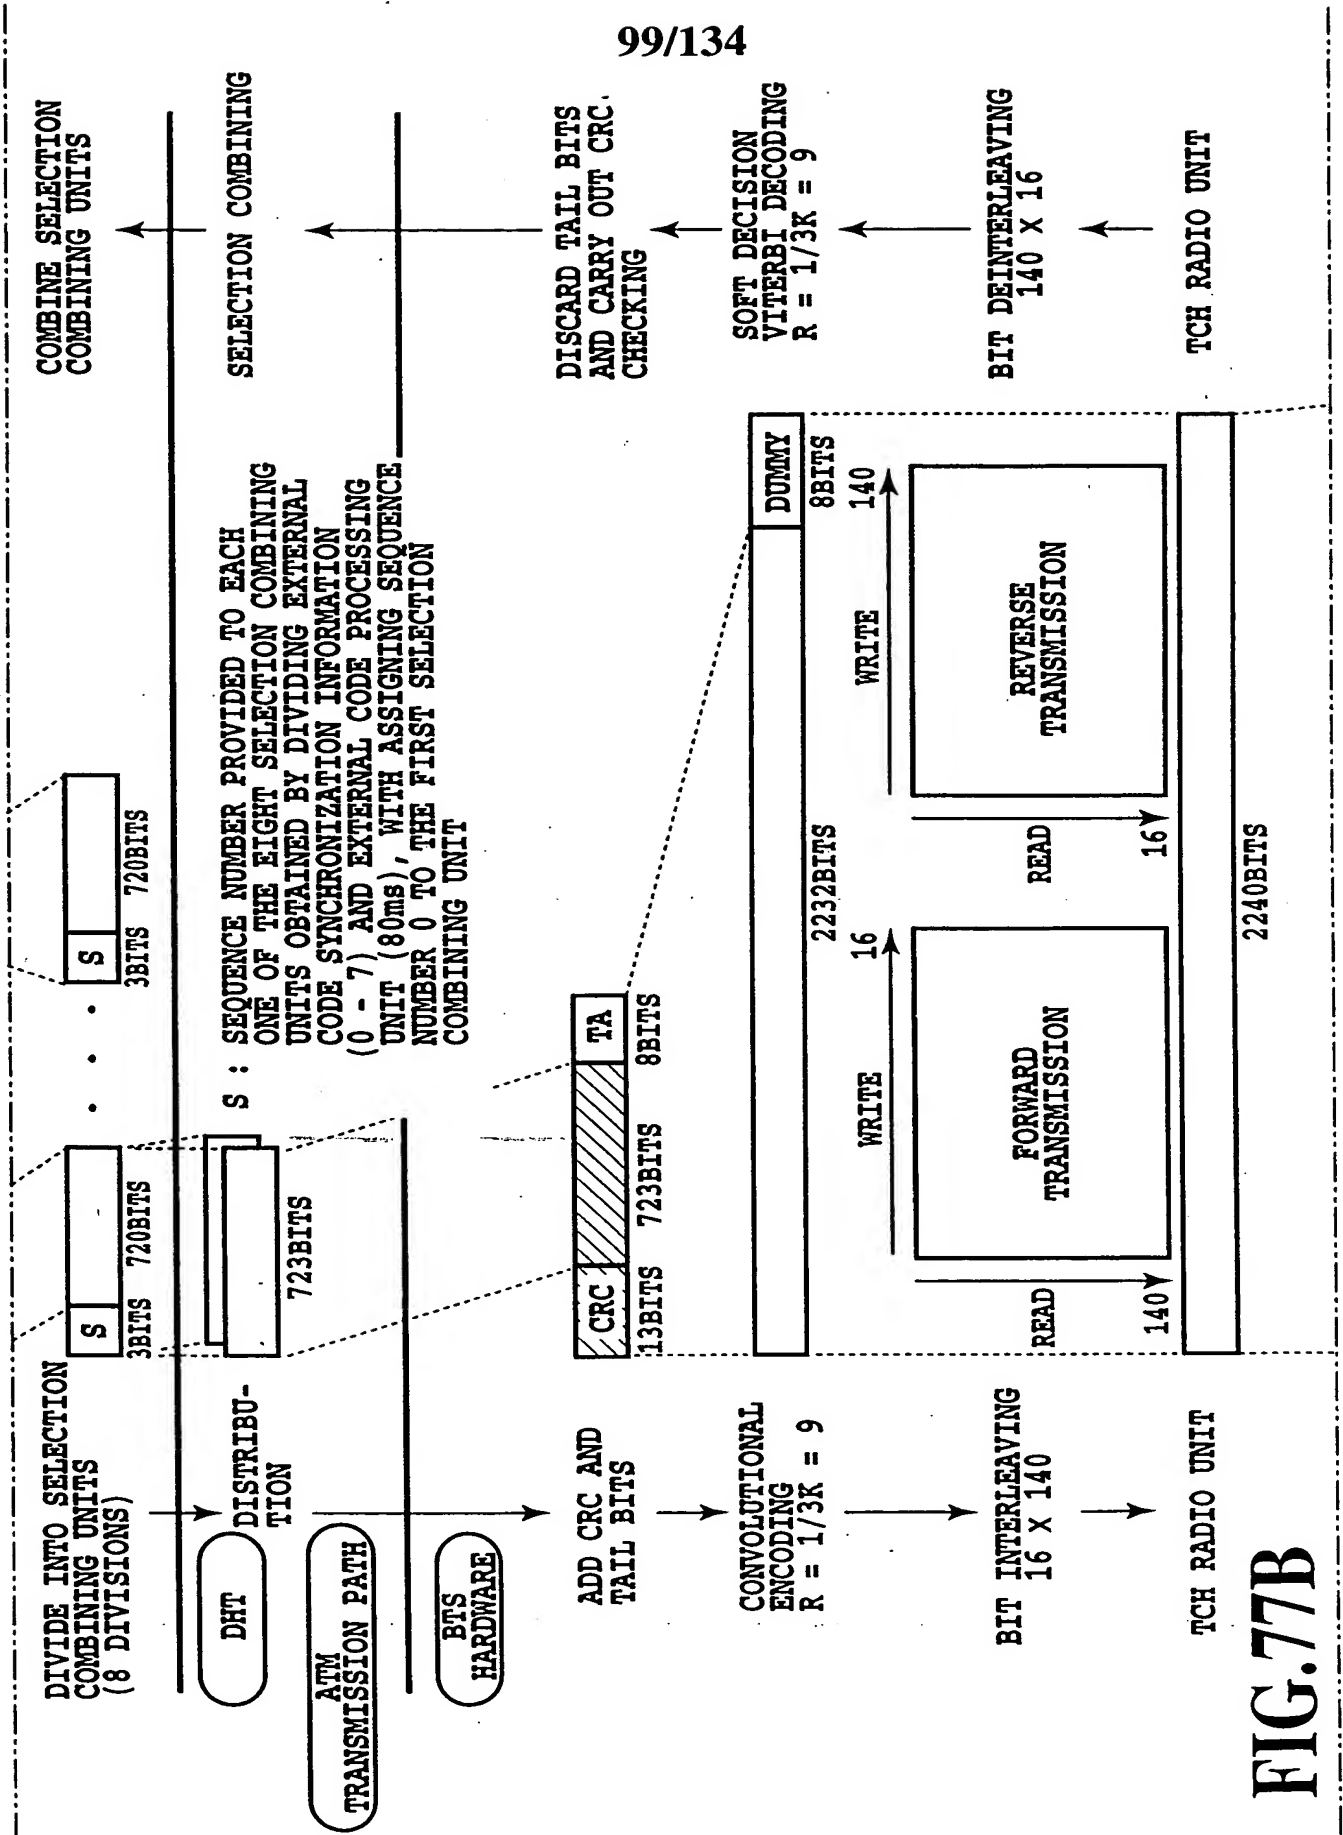 99/134
DIVIDE INTO SELECTION
COMBINING UNITS
(8 DIVISIONS)
S
3BITS
720BITS
. . .
S
3BITS
720BITS
COMBINE SELECTION
COMBINING UNITS
DHT
DISTRIBU-
TION
723BITS
S : SEQUENCE NUMBER PROVIDED TO EACH
ONE OF THE EIGHT SELECTION COMBINING
UNITS OBTAINED BY DIVIDING EXTERNAL
CODE SYNCHRONIZATION INFORMATION
(0 - 7) AND EXTERNAL CODE PROCESSING
UNIT (80ms), WITH ASSIGNING SEQUENCE
NUMBER 0 TO THE FIRST SELECTION
COMBINING UNIT
SELECTION COMBINING
ATM
TRANSMISSION PATH
BTS
HARDWARE
ADD CRC AND
TAIL BITS
CRC
TA
13BITS
723BITS
8BITS
DISCARD TAIL BITS
AND CARRY OUT CRC
CHECKING
CONVOLUTIONAL
ENCODING
R = 1/3K = 9
DUMMY
2232BITS
8BITS
SOFT DECISION
VITERBI DECODING
R = 1/3K = 9
BIT INTERLEAVING
16 X 140
WRITE
16
READ
140
FORWARD
TRANSMISSION
WRITE
140
READ
16
REVERSE
TRANSMISSION
BIT DEINTERLEAVING
140 X 16
TCH RADIO UNIT
2240BITS
TCH RADIO UNIT
FIG.77B